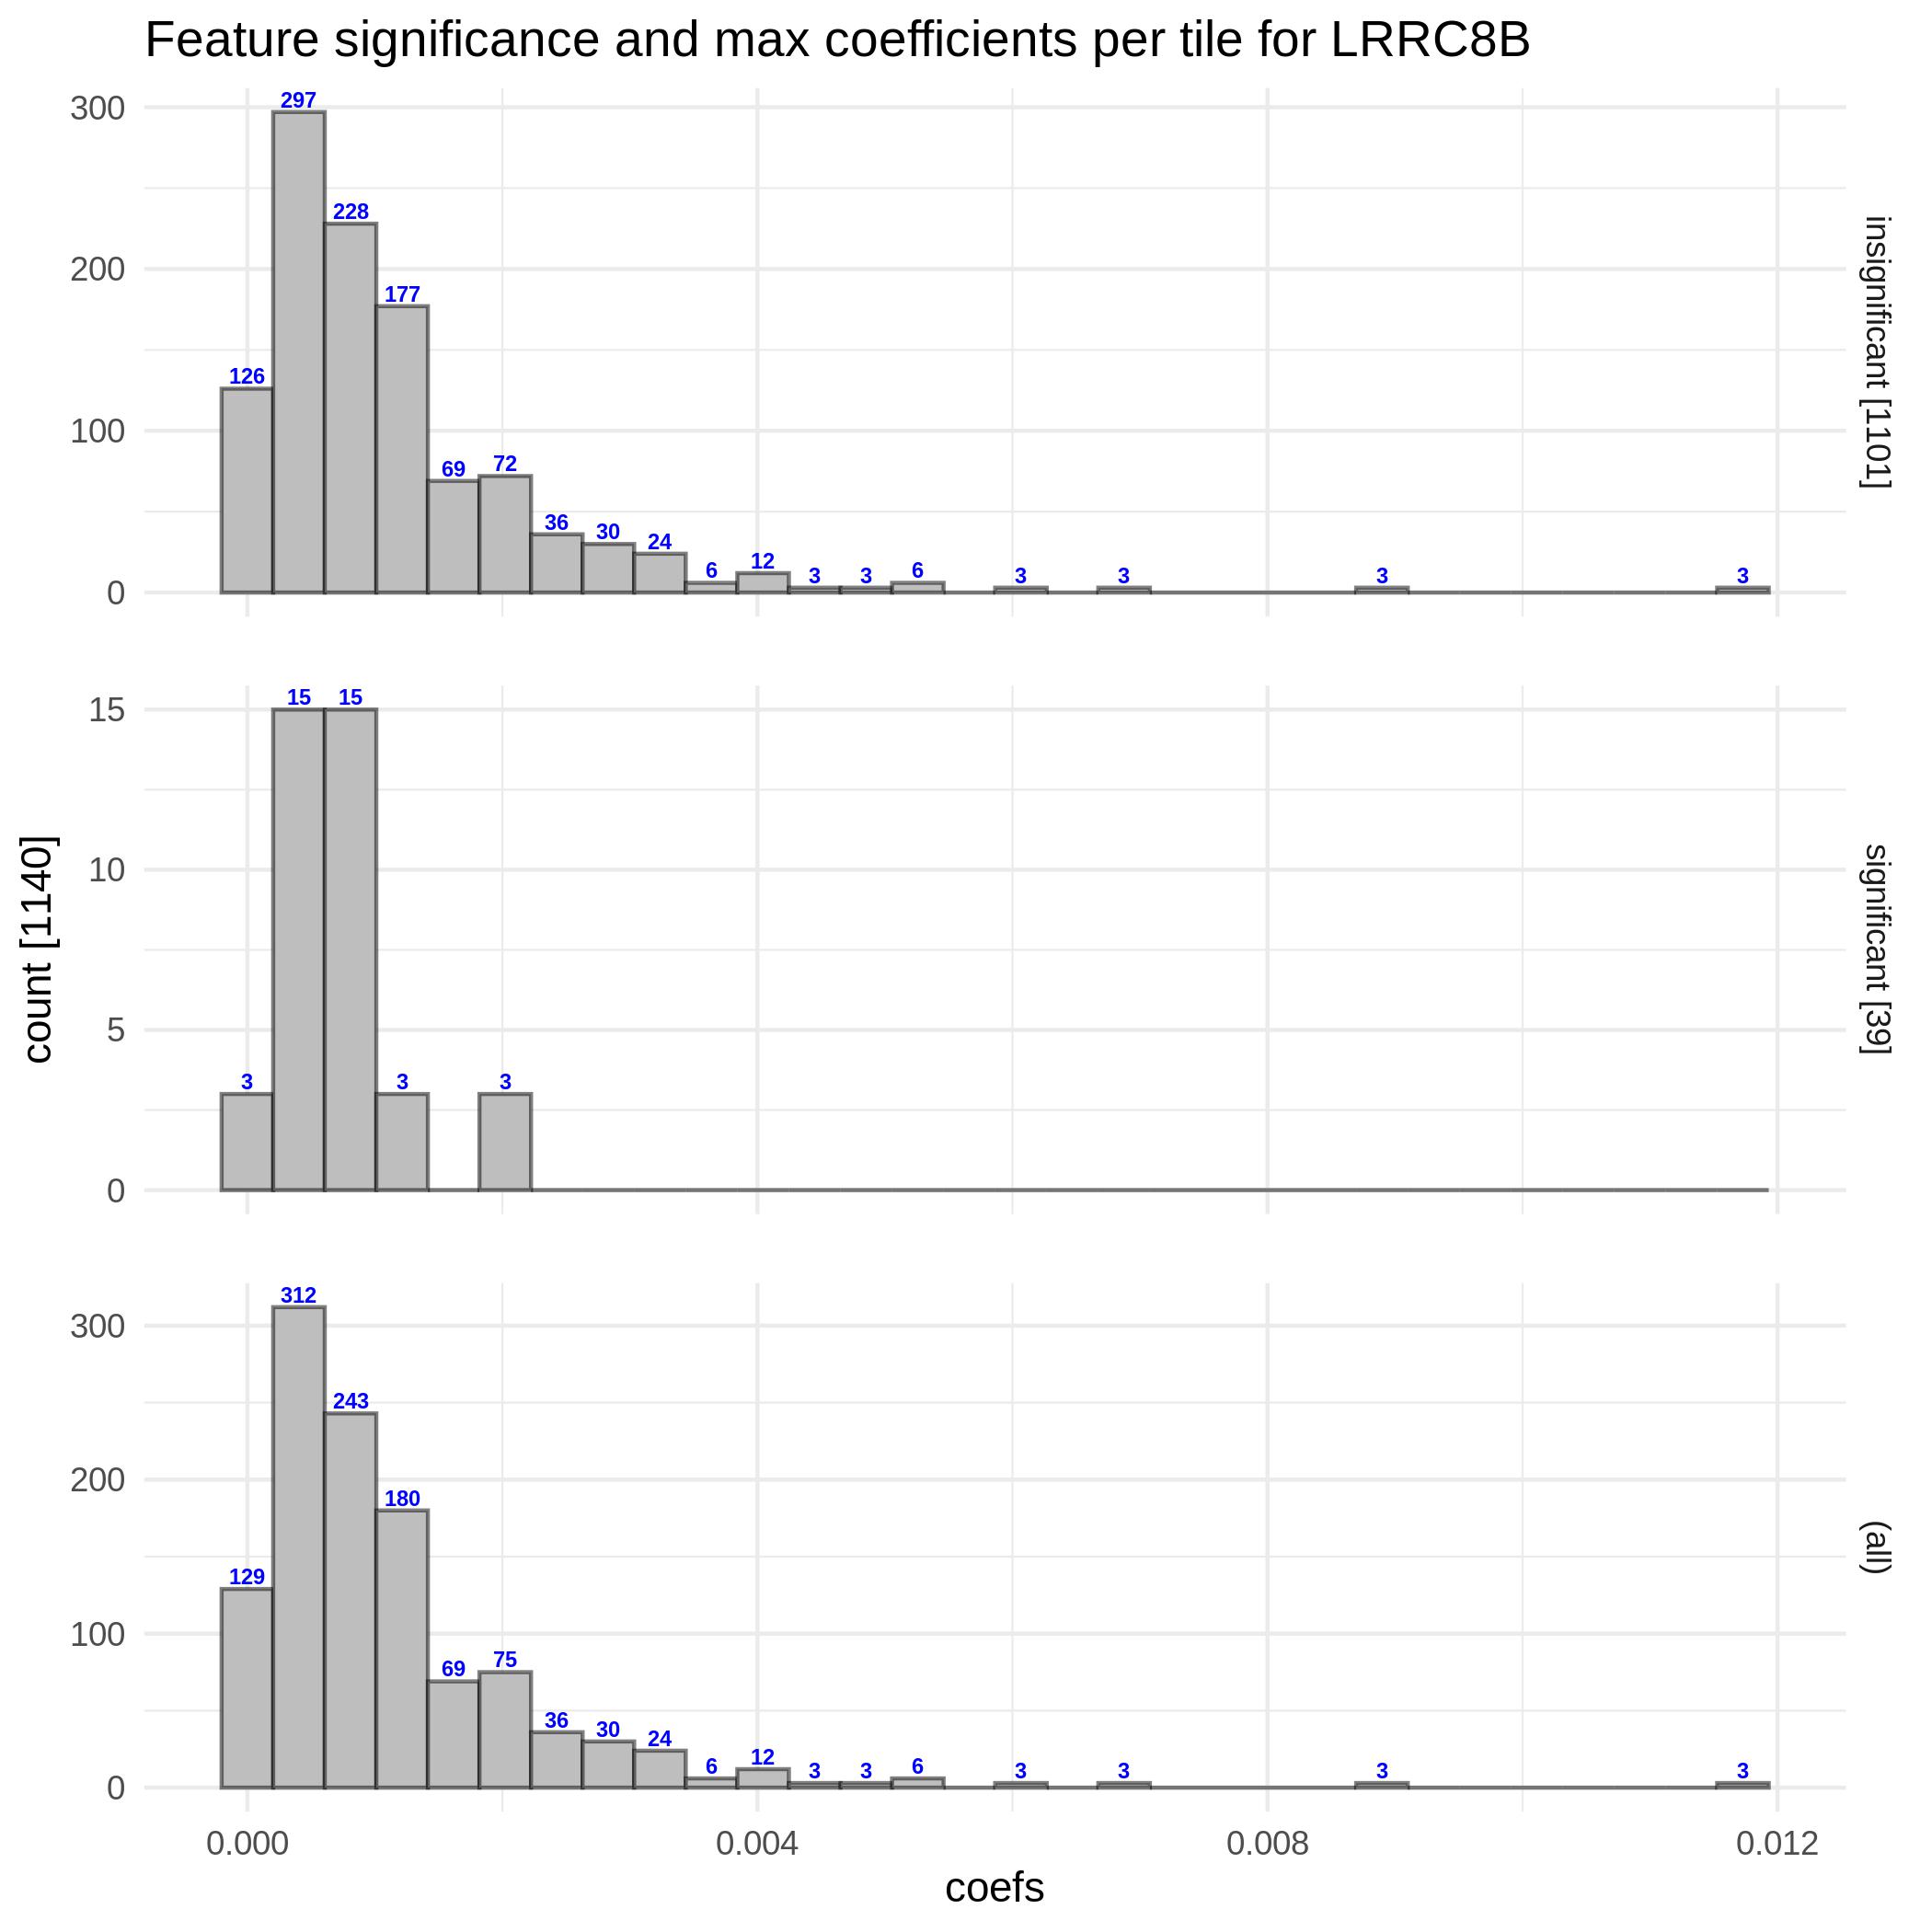 Feature significance and max coefficients per tile for LRRC8B
300
200
100
0
297
228
177
126
69 72
36 30 24 6 12 3 3 6 3 3 3 3
insignificant [1101]
count [1140]
15
10
5
0
15 15
3 3 3
significant [39]
300
200
100
0
312
243
180
129
69 75
36 30 24 6 12 3 3 6 3 3 3 3
(all)
0.000 0.004 0.008 0.012
coefs